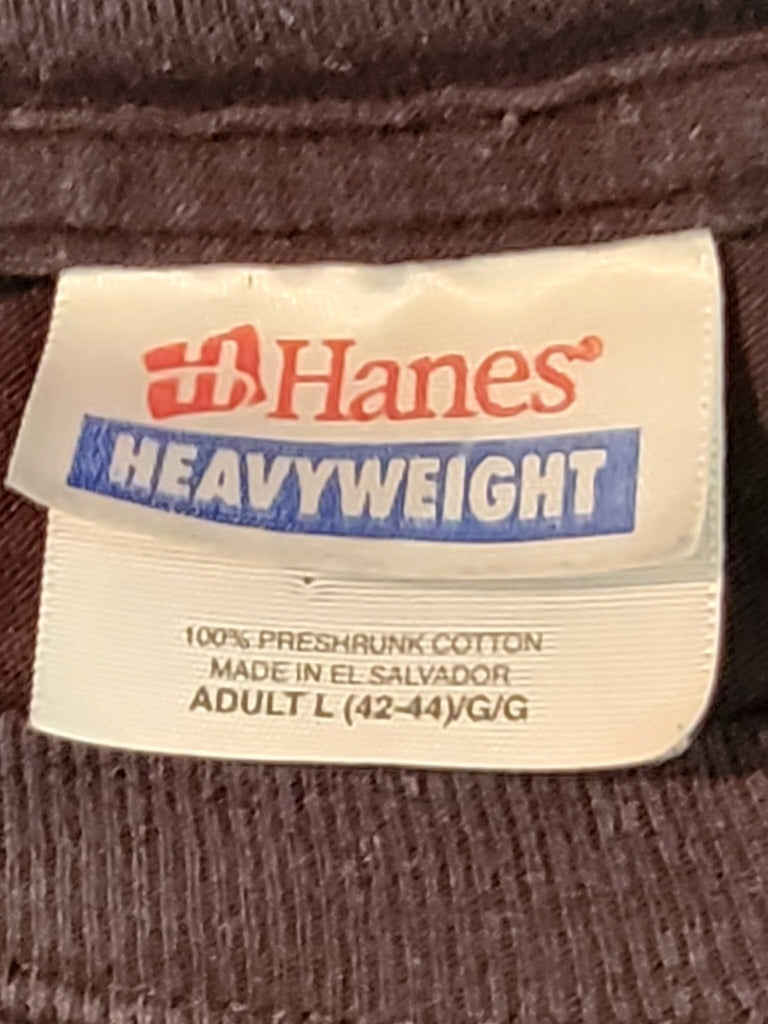 Hanes®
HEAVYWEIGHT
100% PRESHRUNK COTTON
MADE IN EL SALVADOR
ADULT L (42-44)/G/G